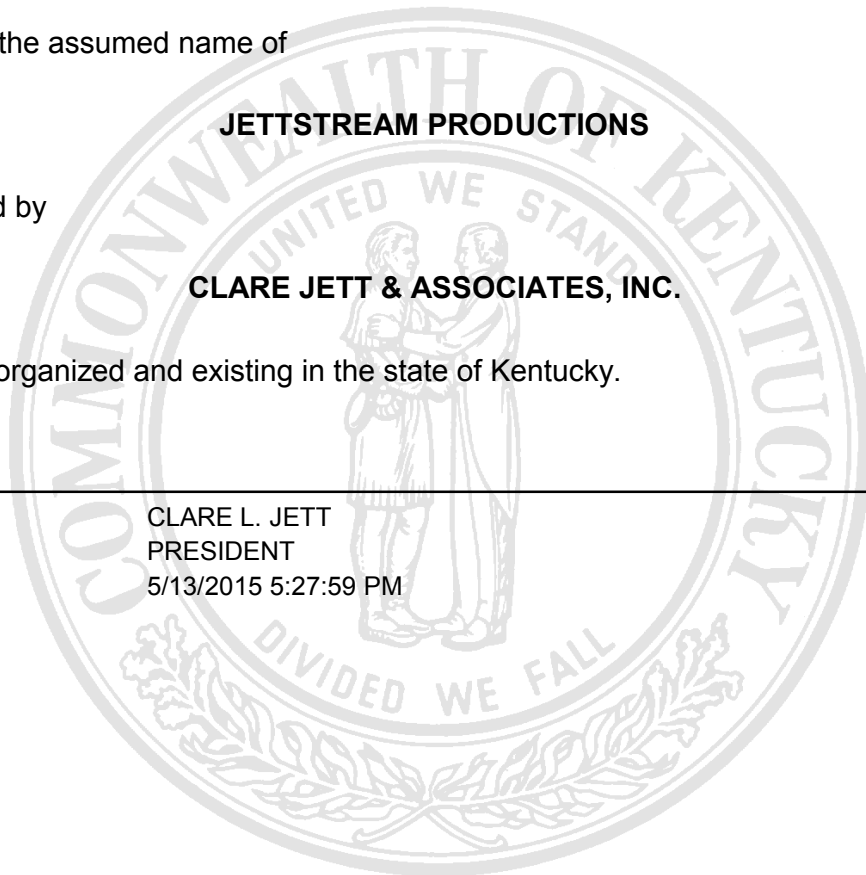 the assumed name of
JETTSTREAM PRODUCTIONS
d by
CLARE JETT & ASSOCIATES, INC.
organized and existing in the state of Kentucky.
CLARE L. JETT
PRESIDENT
5/13/2015 5:27:59 PM
COMMONWEALTH OF KENTUCKY
UNITED WE STAND
DIVIDED WE FALL